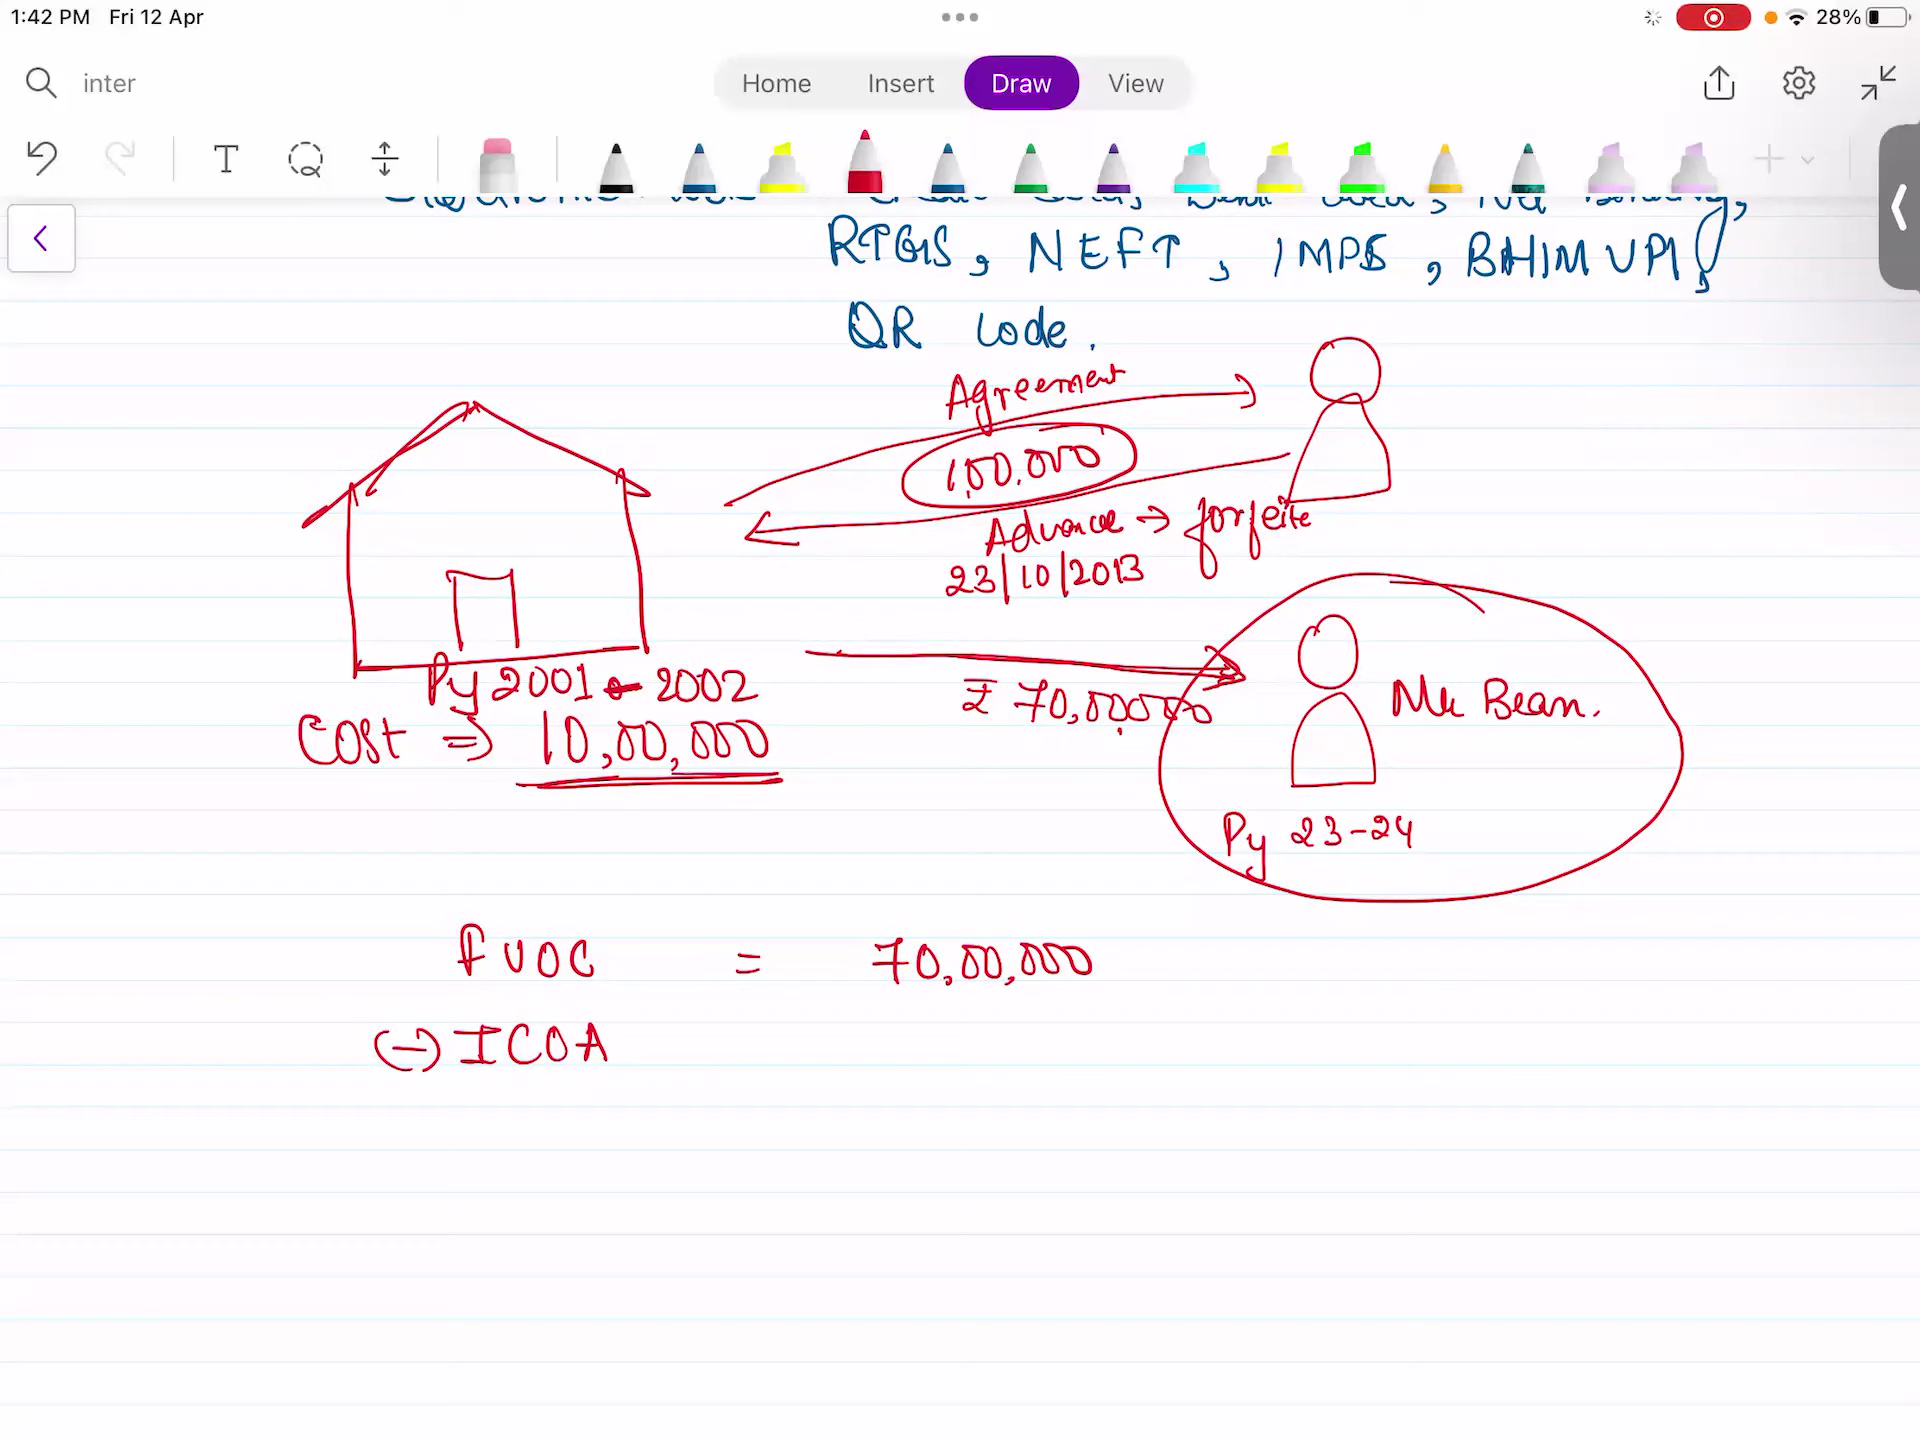 1:42 PM Fri 12 Apr
28%
inter
Home Insert Draw View
T
RTGS, NEFT, IMPS, BHIM UPI,
QR Code.
Agreement
1,00,000
Advance → forfeite
23/10/2013
Py 2001 - 2002
Cost ⇒ 10,00,000
₹ 70,00000
Mr Bean.
Py 23-24
FVOC = 70,00,000
(-) ICOA